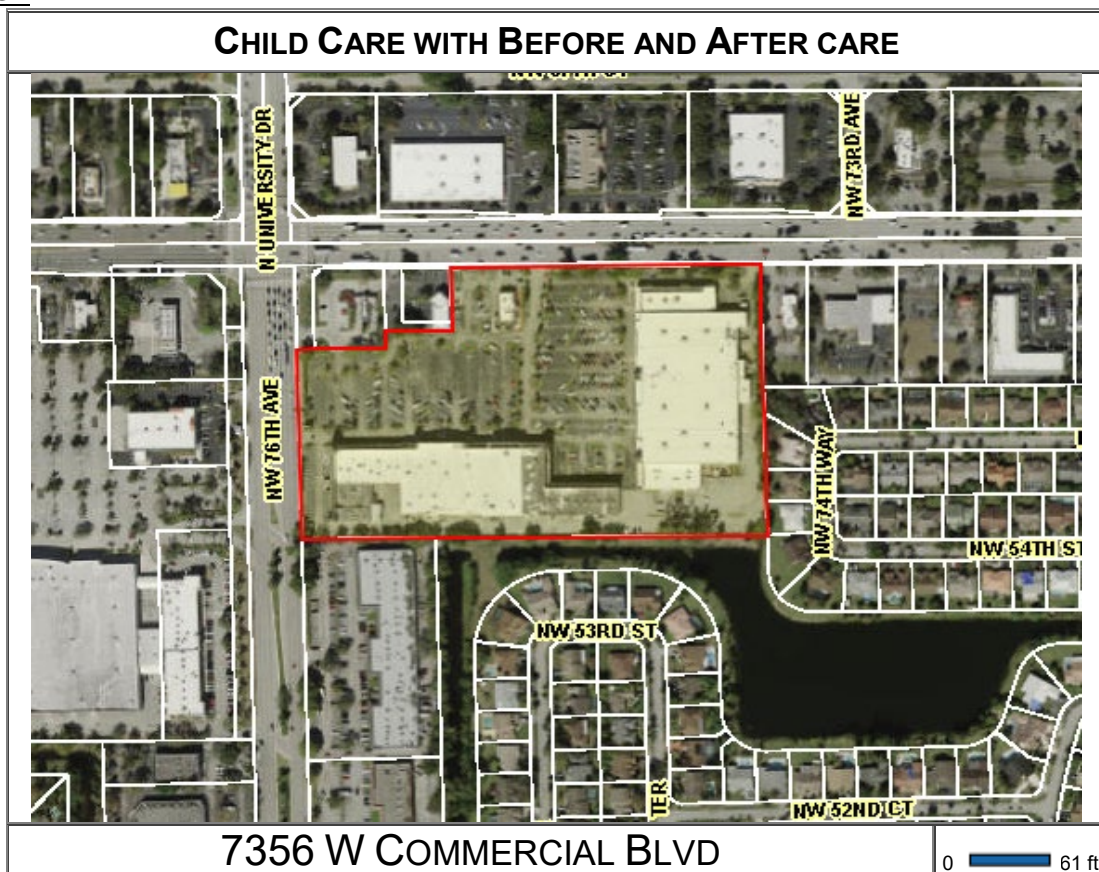 CHILD CARE WITH BEFORE AND AFTER CARE
N UNIVERSITY DR
NW 73RD AVE
NW 76TH AVE
NW 74TH WAY
NW 54TH ST
NW 53RD ST
TER
NW 52ND CT
7356 W COMMERCIAL BLVD
0 61 ft